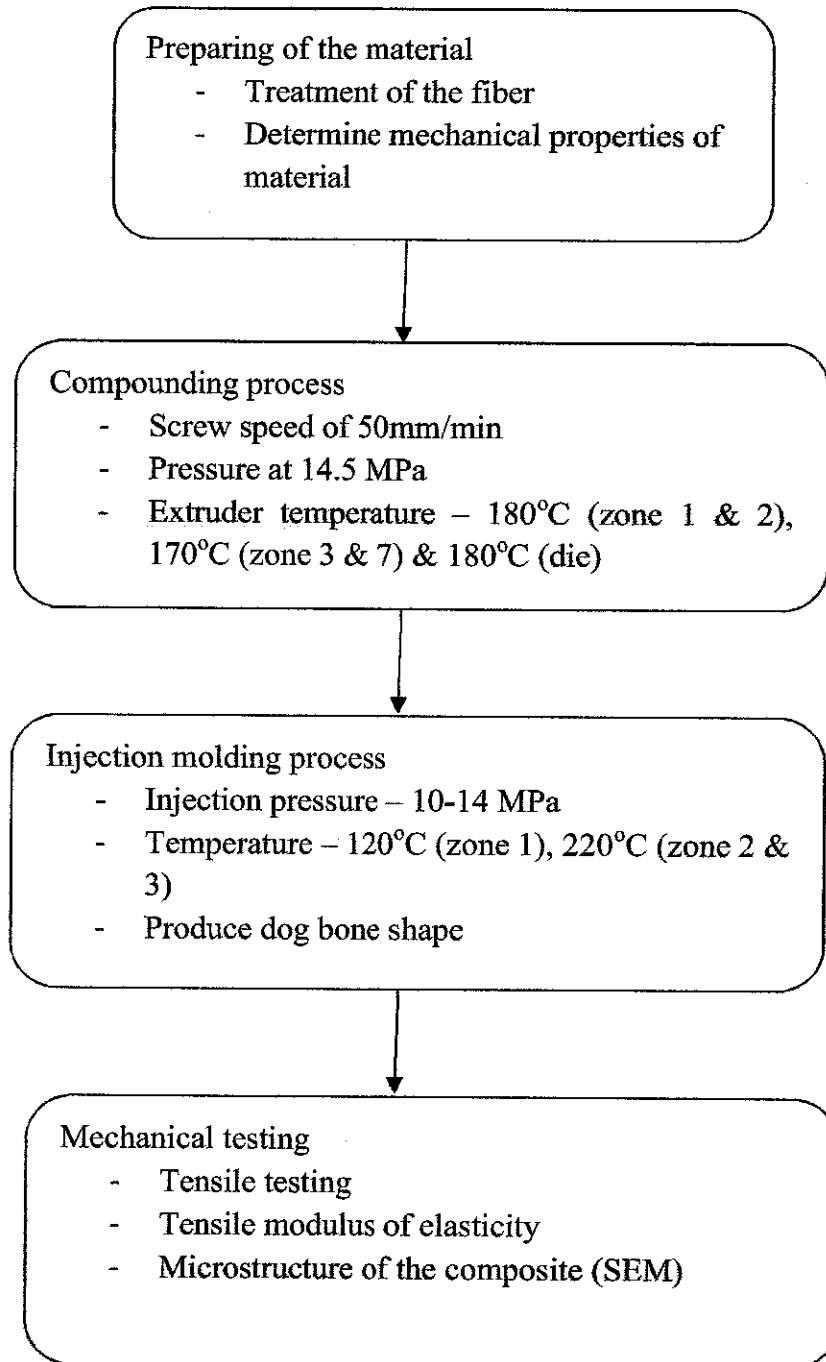 Preparing of the material
- Treatment of the fiber
- Determine mechanical properties of
material
Compounding process
- Screw speed of 50mm/min
- Pressure at 14.5 MPa
- Extruder temperature – 180°C (zone 1 & 2),
170°C (zone 3 & 7) & 180°C (die)
Injection molding process
- Injection pressure – 10-14 MPa
- Temperature – 120°C (zone 1), 220°C (zone 2 &
3)
- Produce dog bone shape
Mechanical testing
- Tensile testing
- Tensile modulus of elasticity
- Microstructure of the composite (SEM)